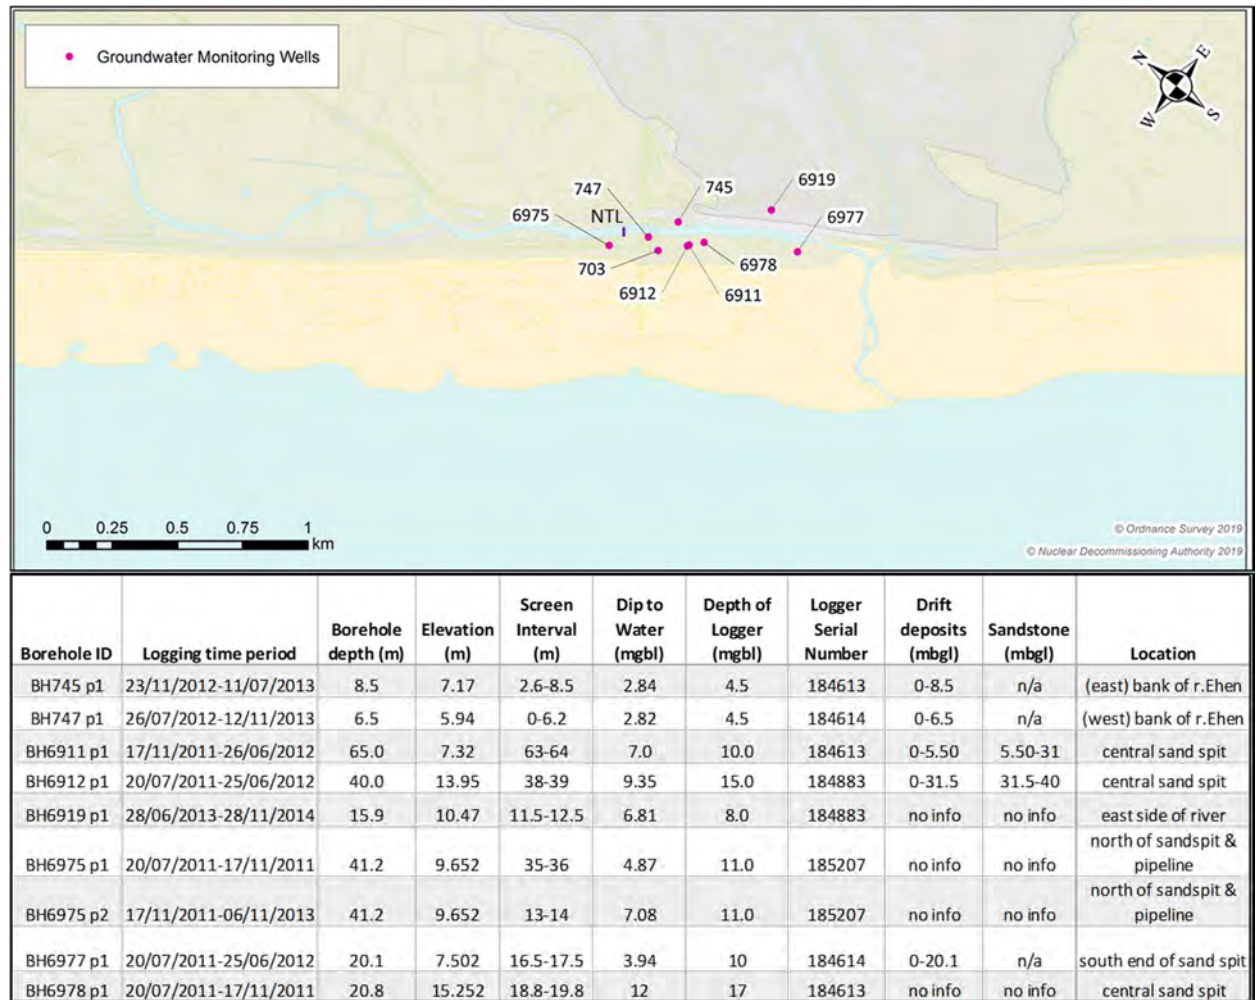 Groundwater Monitoring Wells
N
E
W
S
6919
747
745
6975
NTL
6977
703
6978
6912
6911
0 0.25 0.5 0.75 1
km
© Ordnance Survey 2019
© Nuclear Decommissioning Authority 2019
Borehole ID Logging time period Borehole depth (m) Elevation (m) Screen Interval (m) Dip to Water (mgbl) Depth of Logger (mgbl) Logger Serial Number Drift deposits (mbgl) Sandstone (mbgl) Location
BH745 p1 23/11/2012-11/07/2013 8.5 7.17 2.6-8.5 2.84 4.5 184613 0-8.5 n/a (east) bank of r.Ehen
BH747 p1 26/07/2012-12/11/2013 6.5 5.94 0-6.2 2.82 4.5 184614 0-6.5 n/a (west) bank of r.Ehen
BH6911 p1 17/11/2011-26/06/2012 65.0 7.32 63-64 7.0 10.0 184613 0-5.50 5.50-31 central sand spit
BH6912 p1 20/07/2011-25/06/2012 40.0 13.95 38-39 9.35 15.0 184883 0-31.5 31.5-40 central sand spit
BH6919 p1 28/06/2013-28/11/2014 15.9 10.47 11.5-12.5 6.81 8.0 184883 no info no info east side of river
BH6975 p1 20/07/2011-17/11/2011 41.2 9.652 35-36 4.87 11.0 185207 no info no info north of sandspit & pipeline
BH6975 p2 17/11/2011-06/11/2013 41.2 9.652 13-14 7.08 11.0 185207 no info no info north of sandspit & pipeline
BH6977 p1 20/07/2011-25/06/2012 20.1 7.502 16.5-17.5 3.94 10 184614 0-20.1 n/a south end of sand spit
BH6978 p1 20/07/2011-17/11/2011 20.8 15.252 18.8-19.8 12 17 184613 no info no info central sand spit